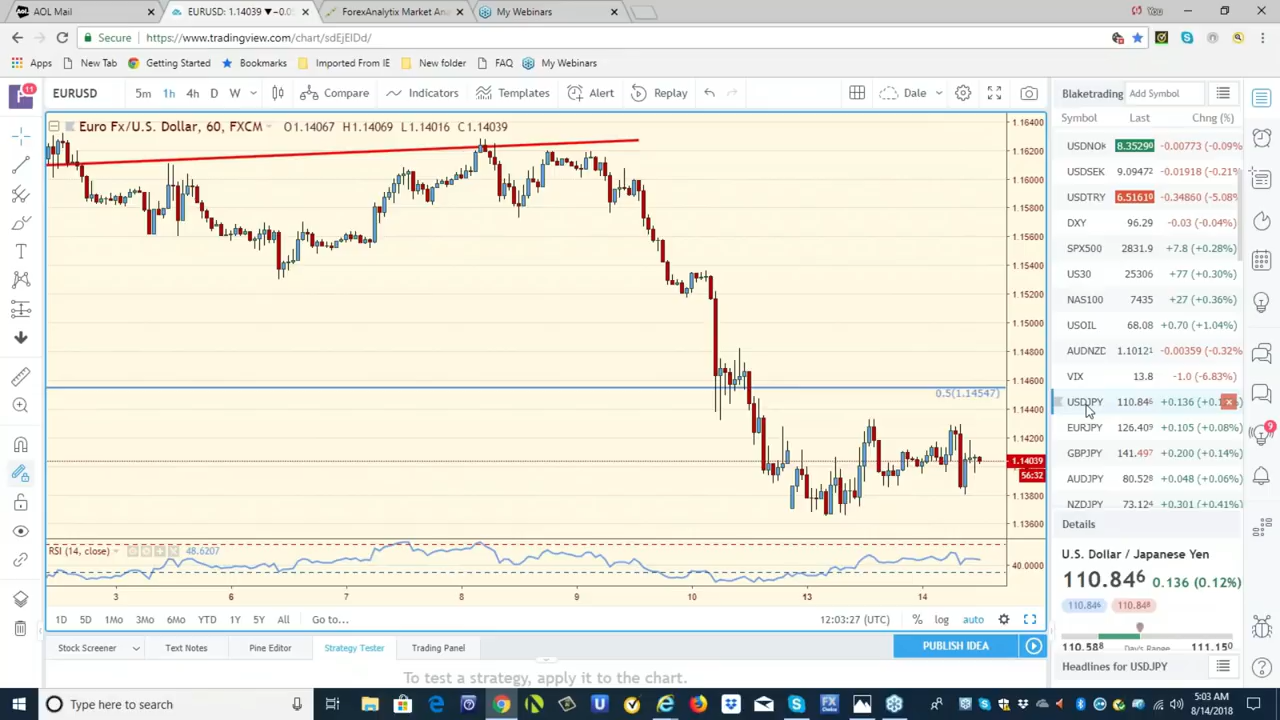 AOL Mail
EURUSD: 1.14039 ▼-0.0
ForexAnalytix Market An
My Webinars
You
Secure
https://www.tradingview.com/chart/sdEjEIDd/
Apps
New Tab
Getting Started
Bookmarks
Imported From IE
New folder
FAQ
My Webinars
11
EURUSD
5m 1h 4h D W
Compare
Indicators
Templates
Alert
Replay
Dale
Blaketrading
Add Symbol
Euro Fx/U.S. Dollar, 60, FXCM
O1.14067 H1.14069 L1.14016 C1.14039
Symbol Last Chng (%)
USDNOK 8.35290 -0.00773 (-0.09%
USDSEK 9.09472 -0.01918 (-0.21%
USDTRY 6.51610 -0.34860 (-5.08%
DXY 96.29 -0.03 (-0.04%)
SPX500 2831.9 +7.8 (+0.28%)
US30 25306 +77 (+0.30%)
NAS100 7435 +27 (+0.36%)
USOIL 68.08 +0.70 (+1.04%)
AUDNZD 1.10121 -0.00359 (-0.32%
VIX 13.8 -1.0 (-6.83%)
USDJPY 110.846 +0.136 (+0.1
EURJPY 126.409 +0.105 (+0.08%)
GBPJPY 141.497 +0.200 (+0.14%)
AUDJPY 80.528 +0.048 (+0.06%)
NZDJPY 73.124 +0.301 (+0.41%)
1.16400
1.16200
1.16000
1.15800
1.15600
1.15400
1.15200
1.15000
1.14800
1.14600
0.5(1.14547)
1.14400
1.14200
1.14039
56:32
1.13800
1.13600
RSI (14, close)
48.6207
40.0000
3 6 7 8 9 10 13 14
Details
U.S. Dollar / Japanese Yen
110.846 0.136 (0.12%)
110.846 110.848
110.588 Day's Range 111.150
Headlines for USDJPY
9
1D 5D 1Mo 3Mo 6Mo YTD 1Y 5Y All Go to...
12:03:27 (UTC)
% log auto
PUBLISH IDEA
Stock Screener
Text Notes
Pine Editor
Strategy Tester
Trading Panel
To test a strategy, apply it to the chart.
Type here to search
5:03 AM
8/14/2018